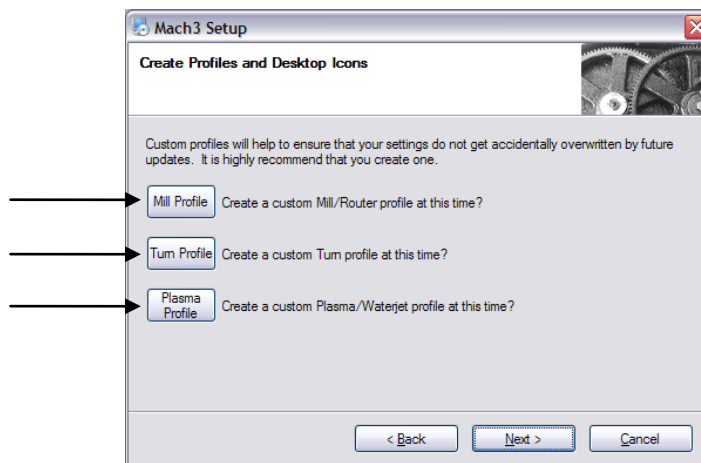 Mach3 Setup
Create Profiles and Desktop Icons
Custom profiles will help to ensure that your settings do not get accidentally overwritten by future
updates. It is highly recommend that you create one.
Mill Profile Create a custom Mill/Router profile at this time?
Turn Profile Create a custom Turn profile at this time?
Plasma
Profile Create a custom Plasma/Waterjet profile at this time?
< Back Next > Cancel